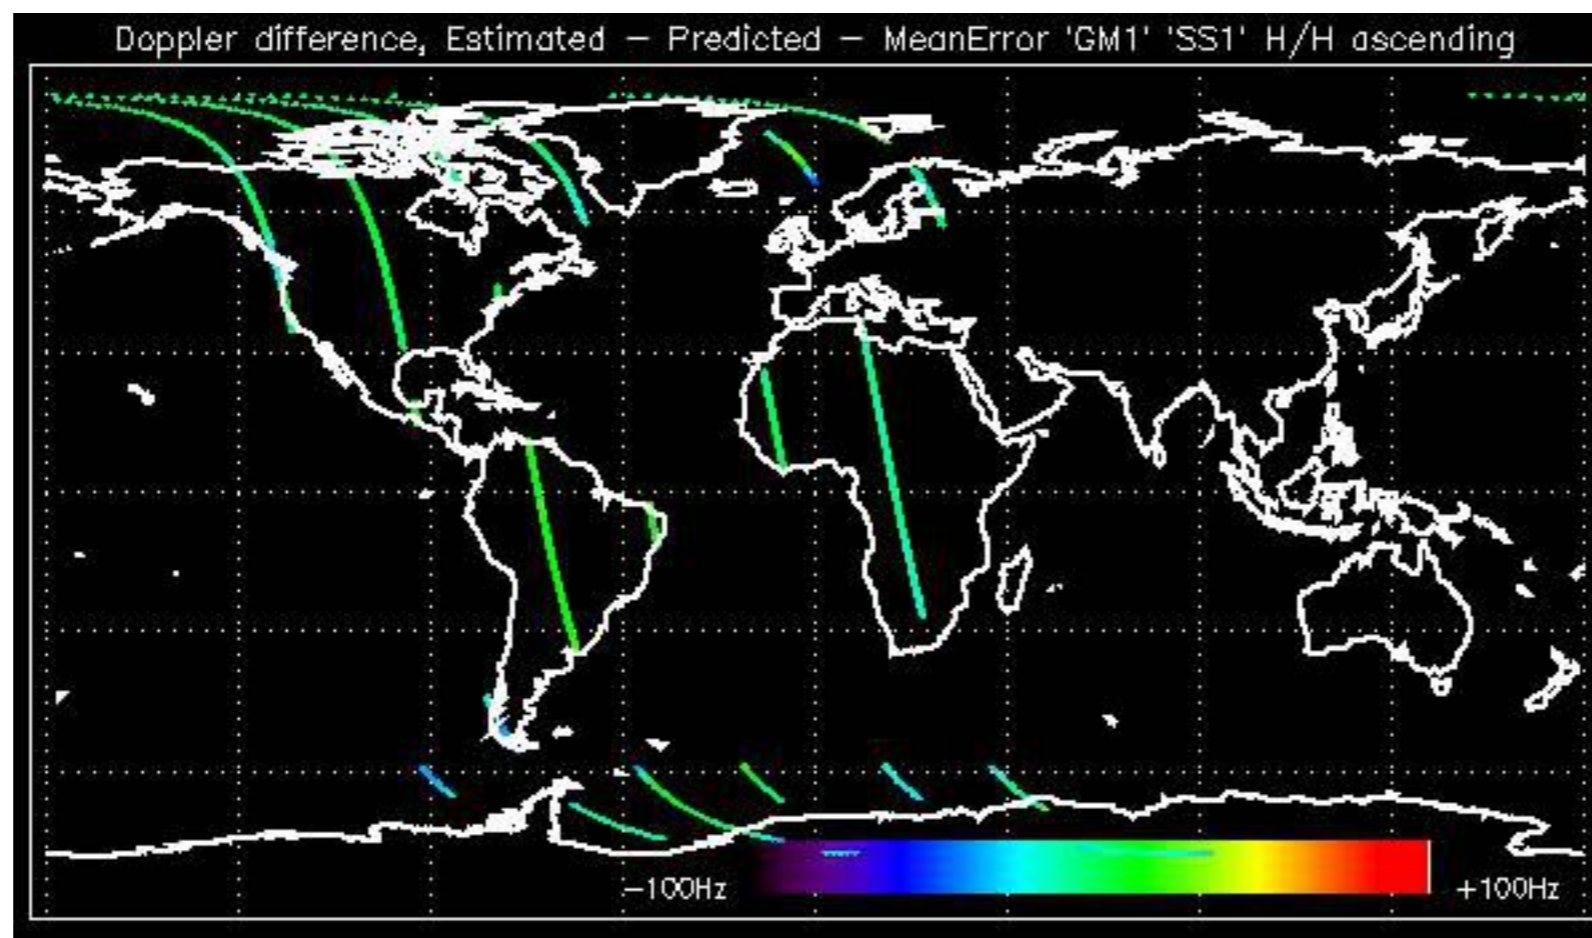 Doppler difference, Estimated – Predicted – MeanError 'GM1' 'SS1' H/H ascending
–100Hz +100Hz